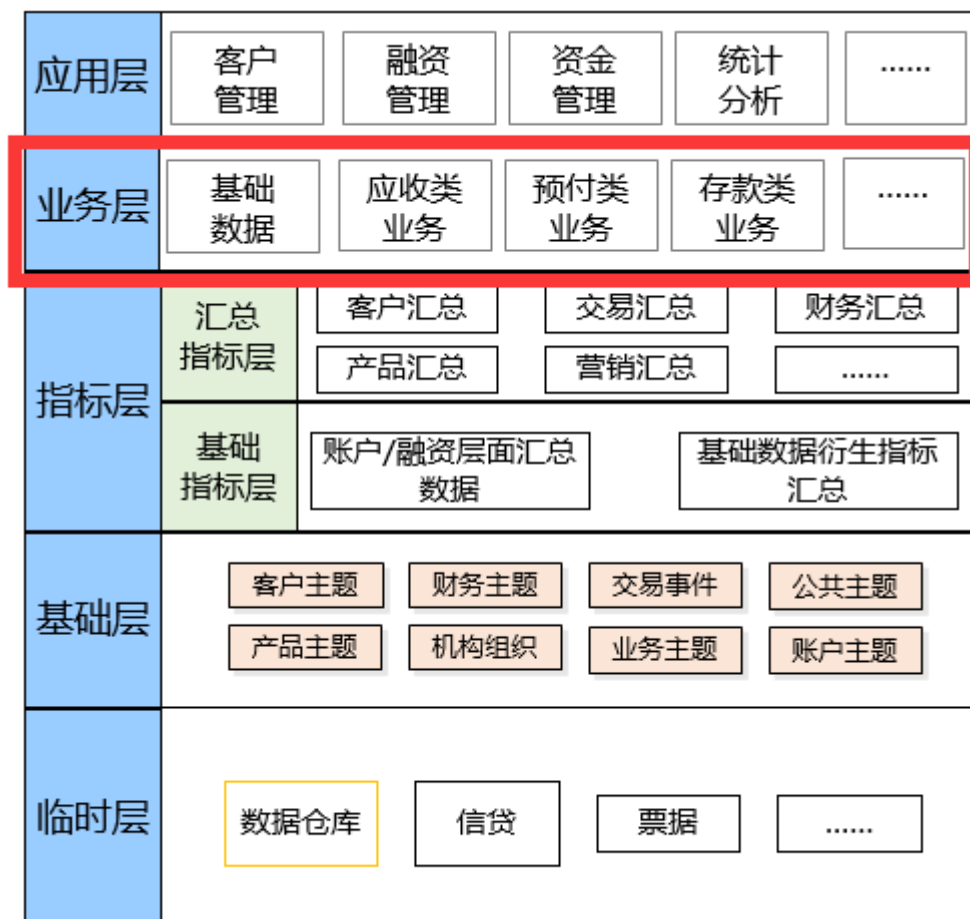 应用层
客户
管理
融资
管理
资金
管理
统计
分析
......
业务层
基础
数据
应收类
业务
预付类
业务
存款类
业务
......
指标层
汇总
指标层
客户汇总
交易汇总
财务汇总
产品汇总
营销汇总
......
基础
指标层
账户/融资层面汇总
数据
基础数据衍生指标
汇总
基础层
客户主题
财务主题
交易事件
公共主题
产品主题
机构组织
业务主题
账户主题
临时层
数据仓库
信贷
票据
......